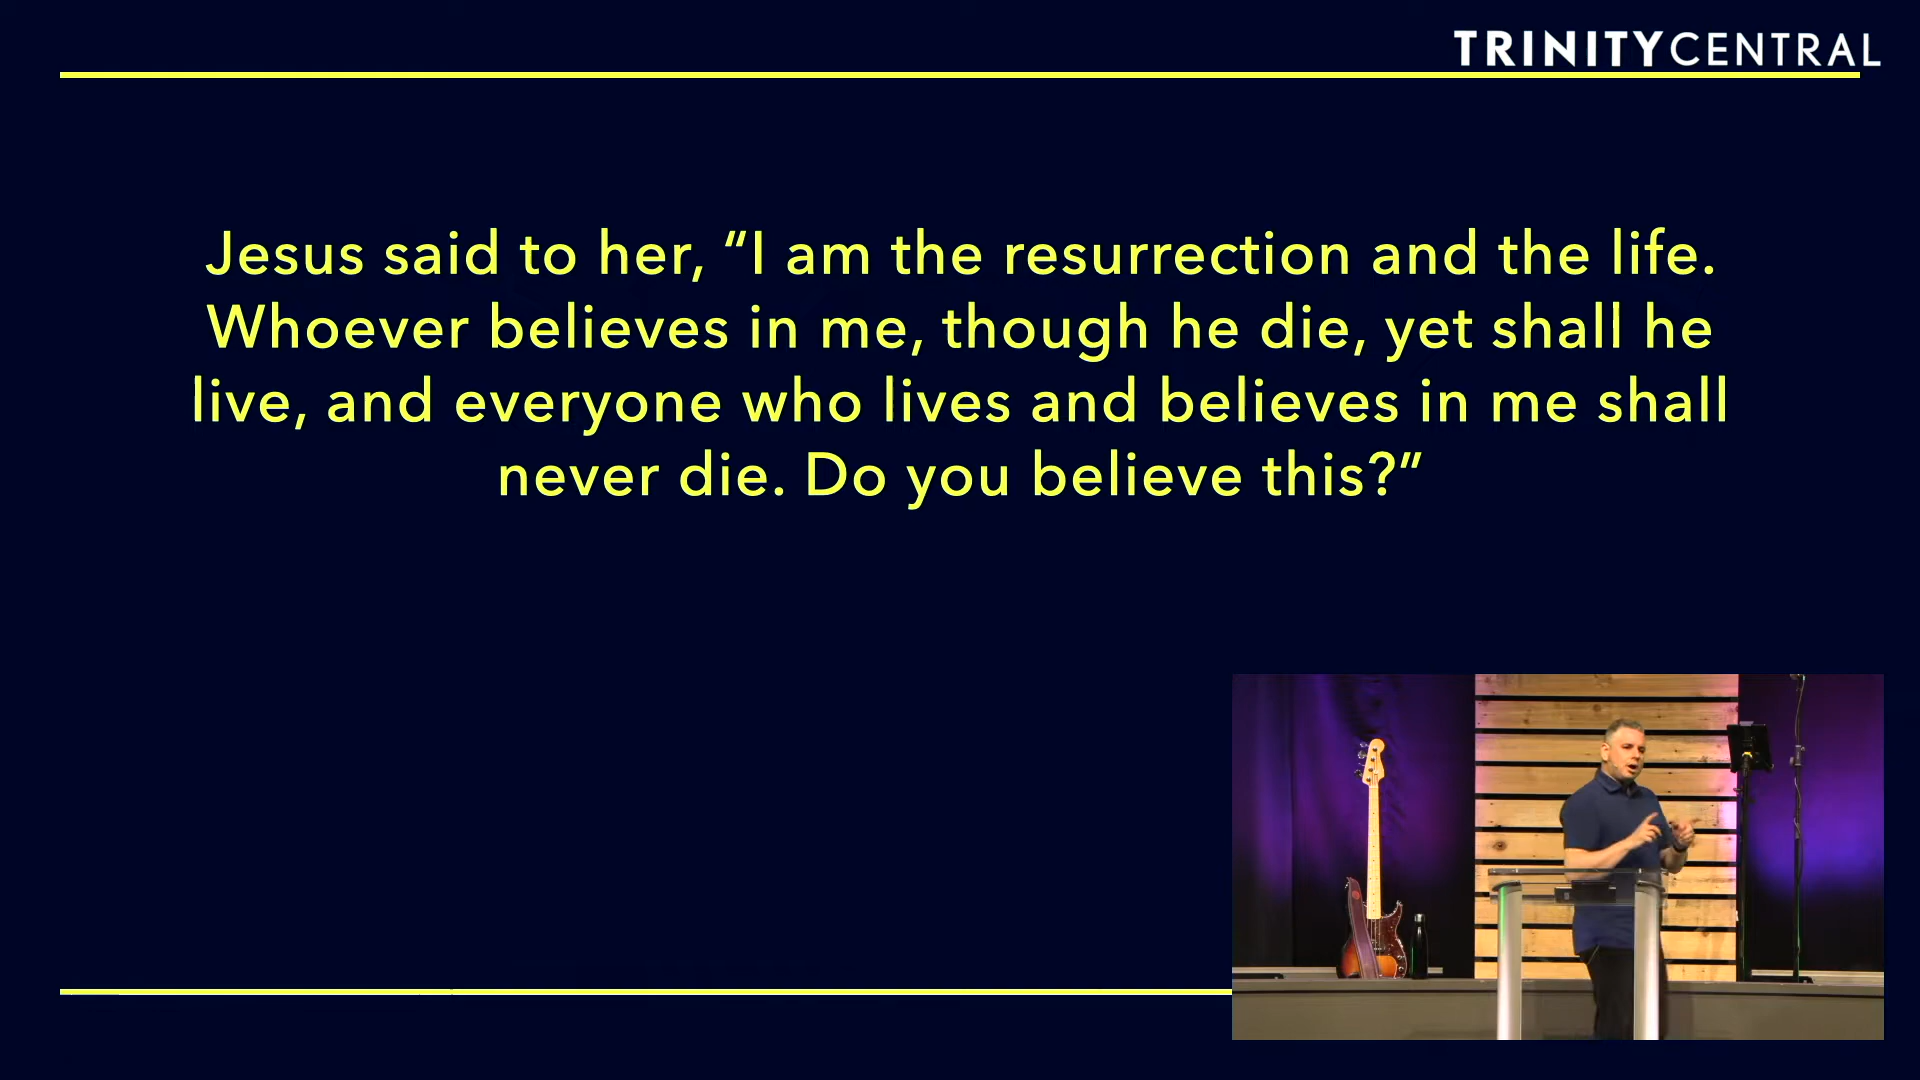 TRINITYCENTRAL
Jesus said to her, “I am the resurrection and the life.
Whoever believes in me, though he die, yet shall he
live, and everyone who lives and believes in me shall
never die. Do you believe this?”